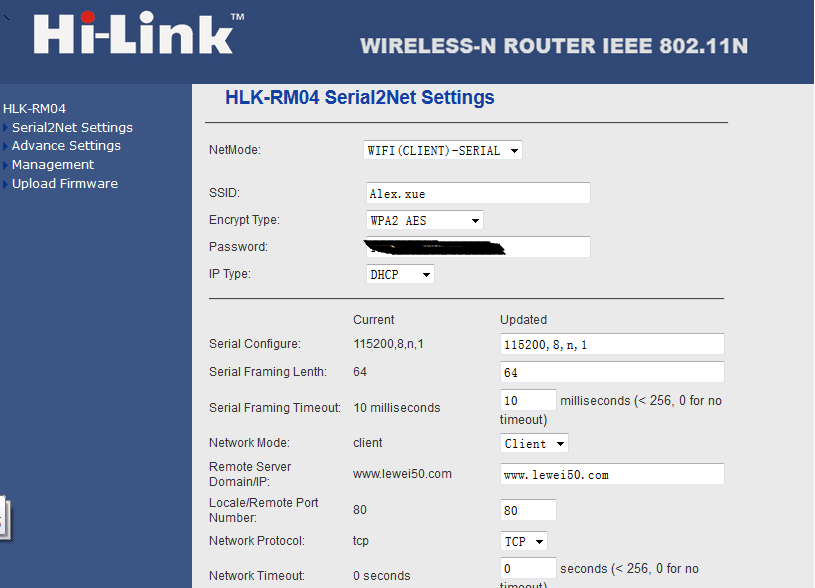 Hi-Link™
WIRELESS-N ROUTER IEEE 802.11N
HLK-RM04
Serial2Net Settings
Advance Settings
Management
Upload Firmware
HLK-RM04 Serial2Net Settings
NetMode: WIFI(CLIENT)-SERIAL
SSID: Alex.xue
Encrypt Type: WPA2 AES
Password:
IP Type: DHCP
Current Updated
Serial Configure: 115200,8,n,1 115200,8,n,1
Serial Framing Lenth: 64 64
Serial Framing Timeout: 10 milliseconds 10 milliseconds (< 256, 0 for no
timeout)
Network Mode: client Client
Remote Server
Domain/IP: www.lewei50.com www.lewei50.com
Locale/Remote Port
Number: 80 80
Network Protocol: tcp TCP
Network Timeout: 0 seconds 0 seconds (< 256, 0 for no
timeout)